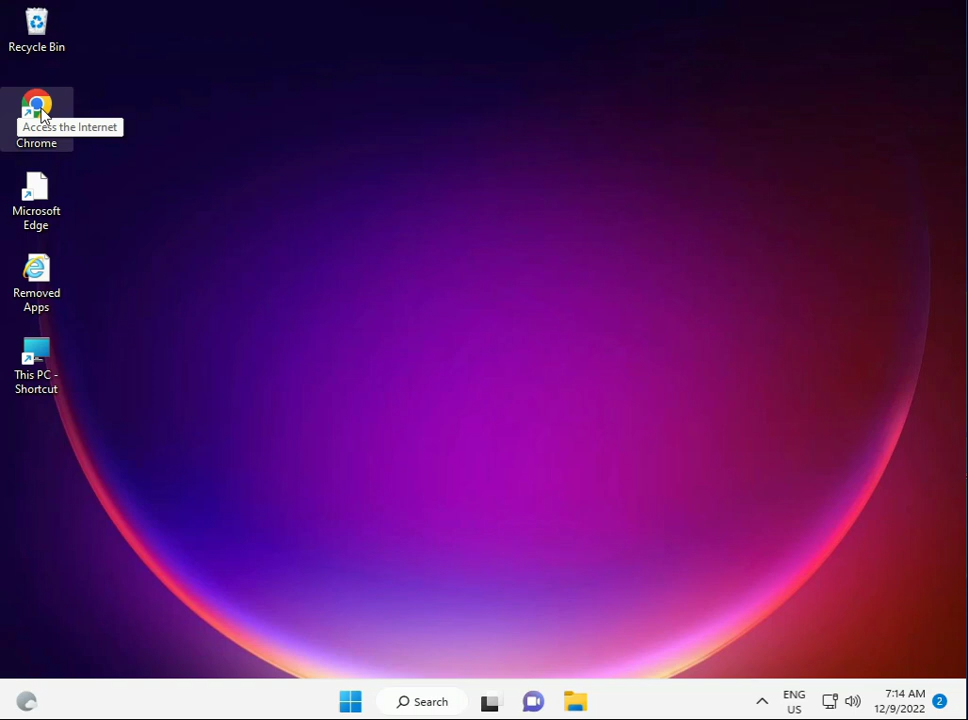 Recycle Bin
Access the Internet
Chrome
Microsoft
Edge
Removed
Apps
This PC -
Shortcut
Search
ENG
US
7:14 AM
12/9/2022
2